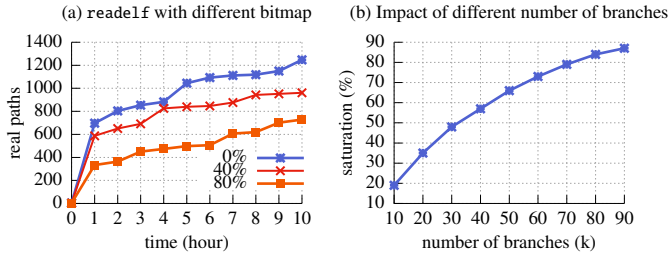 (a) readelf with different bitmap
1400
1200
1000
800
600
400
200
0
real paths
0%
40%
80%
0 1 2 3 4 5 6 7 8 9 10
time (hour)
(b) Impact of different number of branches
90
80
70
60
50
40
30
20
10
saturation (%)
10 20 30 40 50 60 70 80 90
number of branches (k)